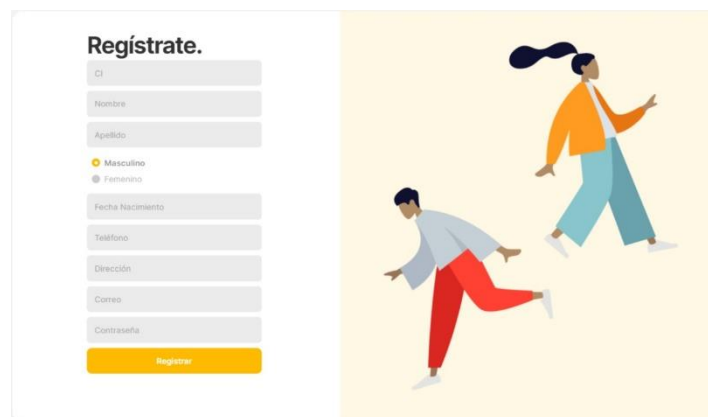 Regístrate.
CI
Nombre
Apellido
Masculino
Femenino
Fecha Nacimiento
Teléfono
Dirección
Correo
Contraseña
Registrar